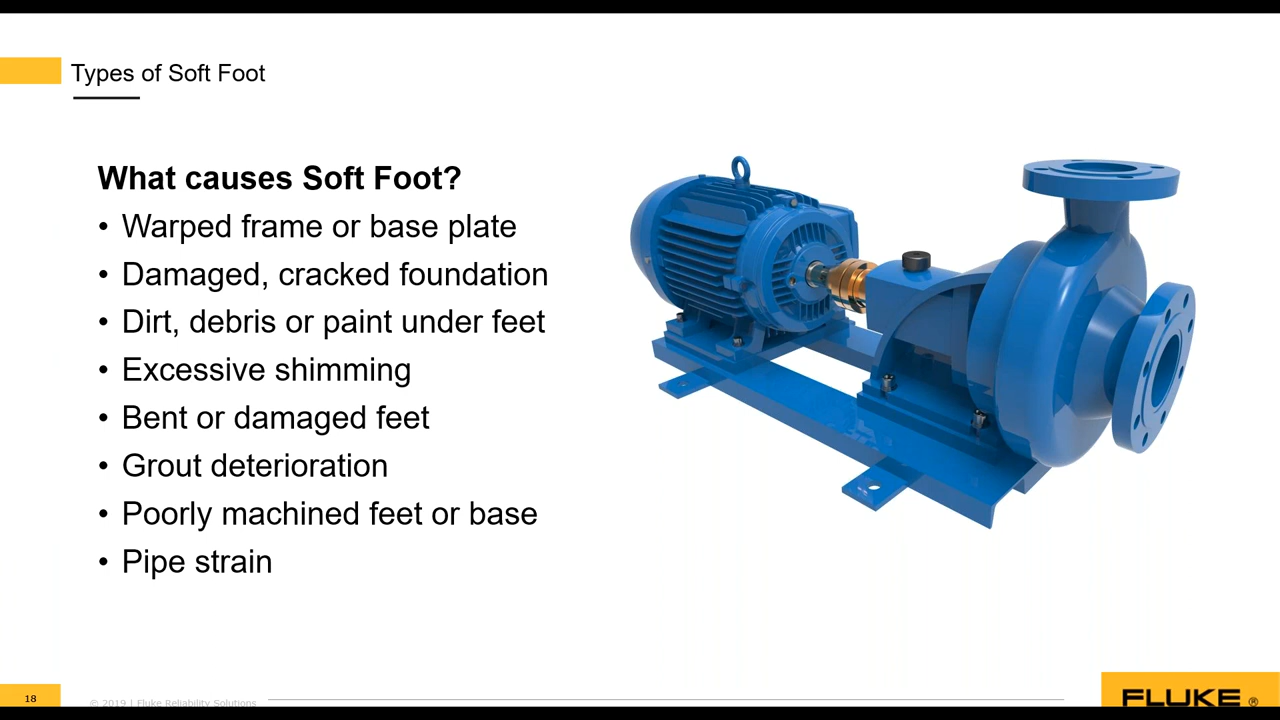 Types of Soft Foot
What causes Soft Foot?
• Warped frame or base plate
• Damaged, cracked foundation
• Dirt, debris or paint under feet
• Excessive shimming
• Bent or damaged feet
• Grout deterioration
• Poorly machined feet or base
• Pipe strain
18
© 2019 | Fluke Reliability Solutions
FLUKE ®